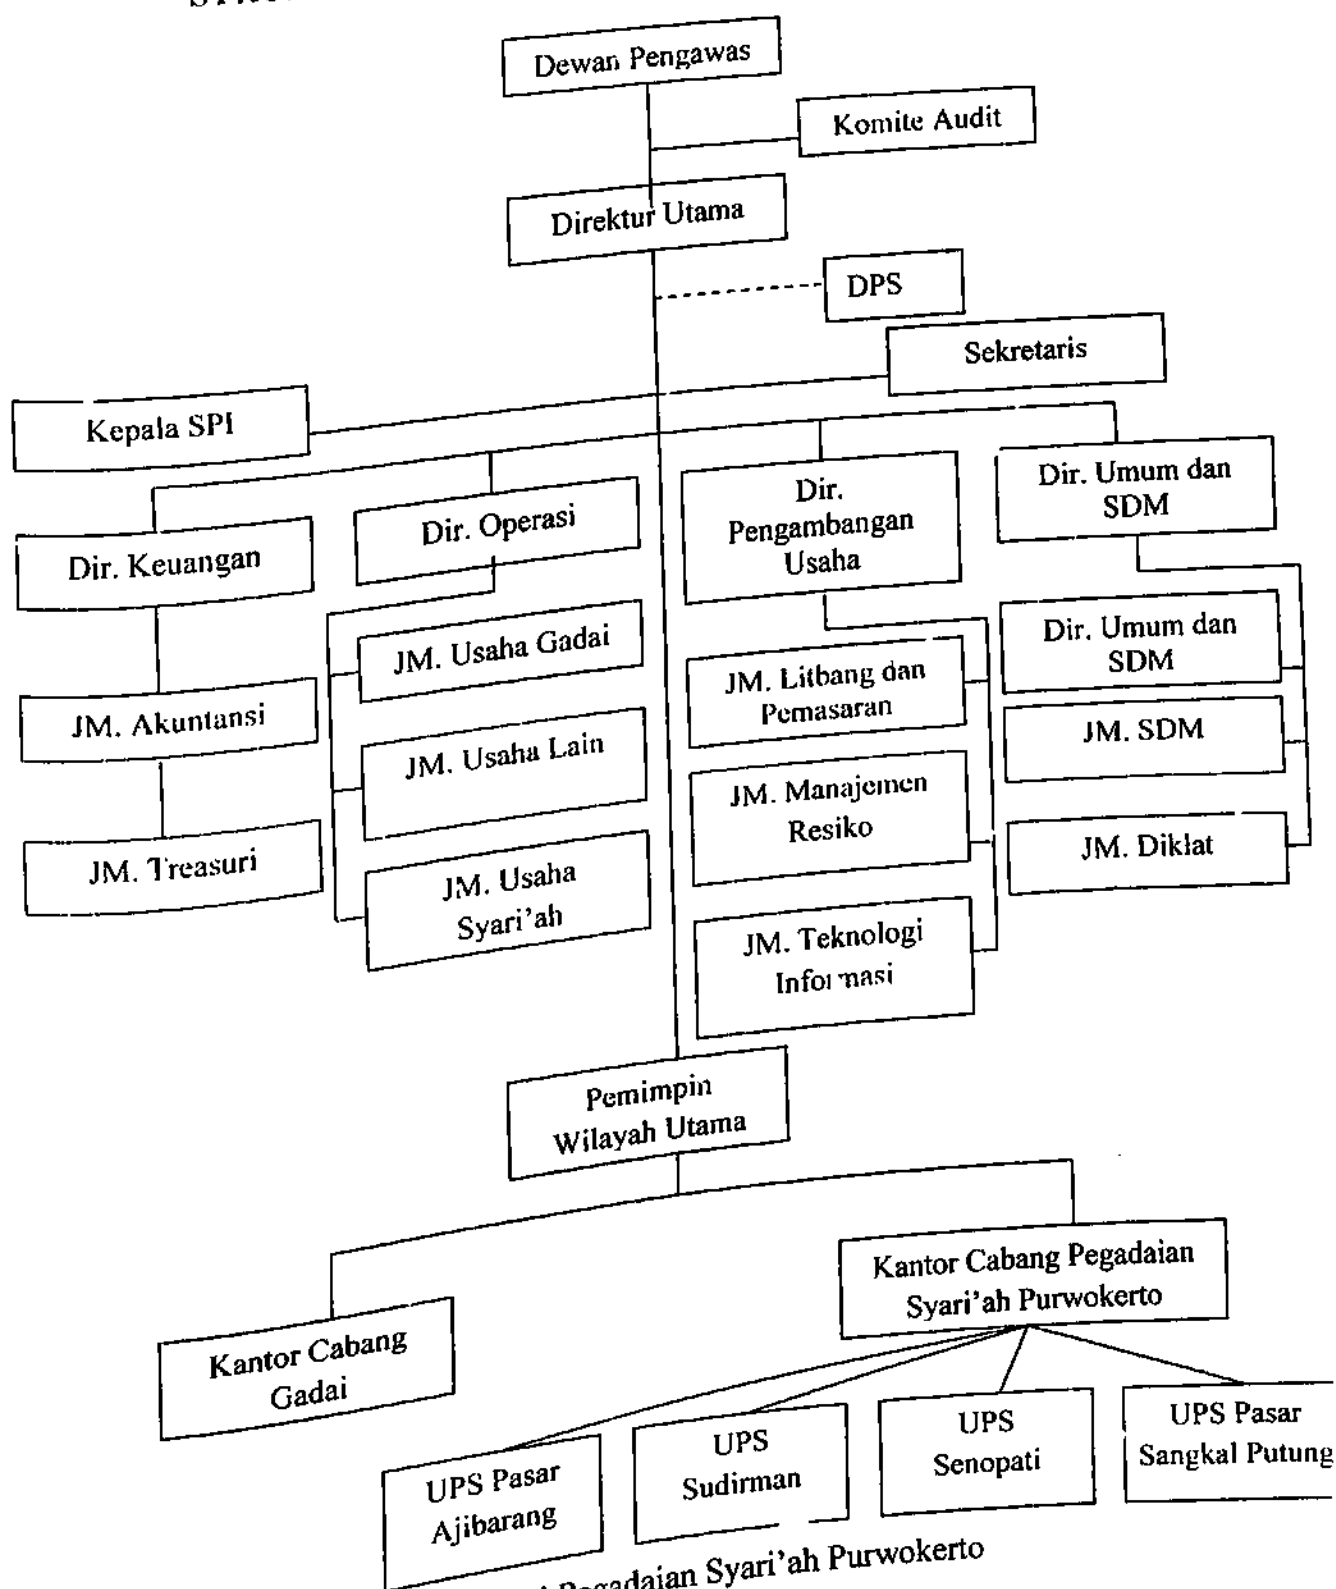 Dewan Pengawas
Komite Audit
Direktur Utama
DPS
Sekretaris
Kepala SPI
Dir. Keuangan
Dir. Operasi
Dir.
Pengambangan
Usaha
Dir. Umum dan
SDM
JM. Akuntansi
JM. Treasuri
JM. Usaha Gadai
JM. Usaha Lain
JM. Usaha
Syari'ah
JM. Litbang dan
Pemasaran
JM. Manajemen
Resiko
JM. Teknologi
Informasi
Dir. Umum dan
SDM
JM. SDM
JM. Diklat
Pemimpin
Wilayah Utama
Kantor Cabang
Gadai
Kantor Cabang Pegadaian
Syari'ah Purwokerto
UPS Pasar
Ajibarang
UPS
Sudirman
UPS
Senopati
UPS Pasar
Sangkal Putung
Pegadaian Syari'ah Purwokerto